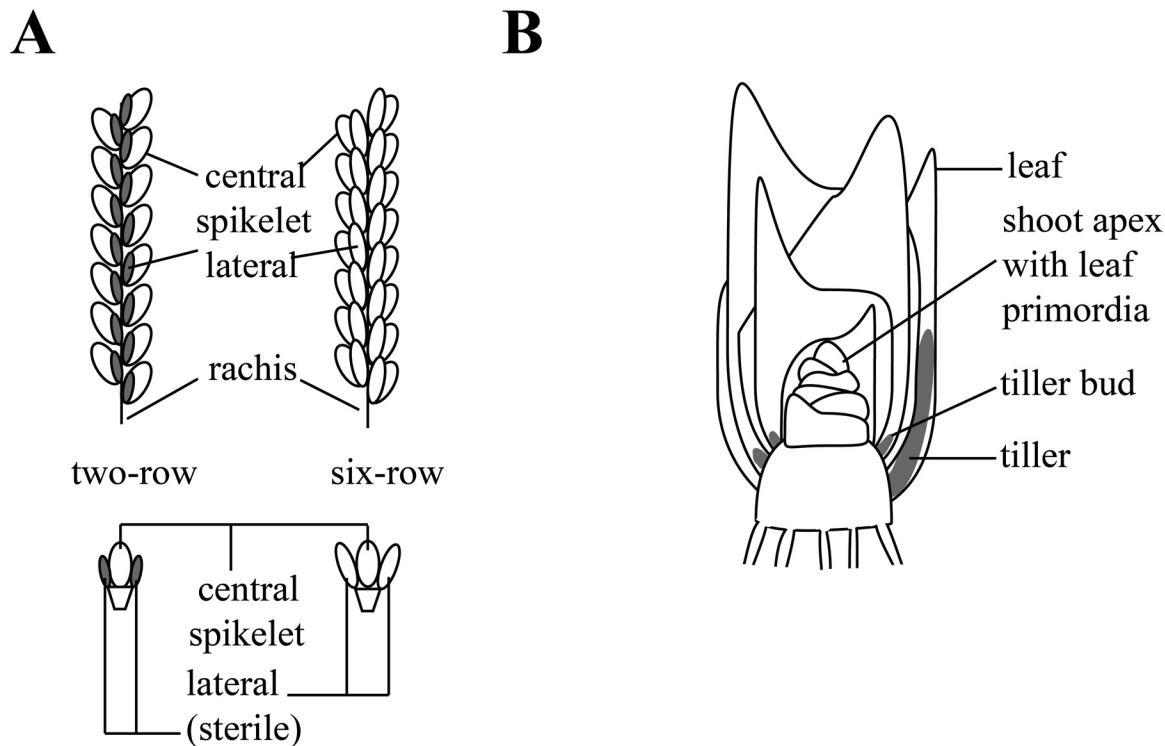 A
central
spikelet
lateral
rachis
two-row
six-row
central
spikelet
lateral
(sterile)
B
leaf
shoot apex
with leaf
primordia
tiller bud
tiller